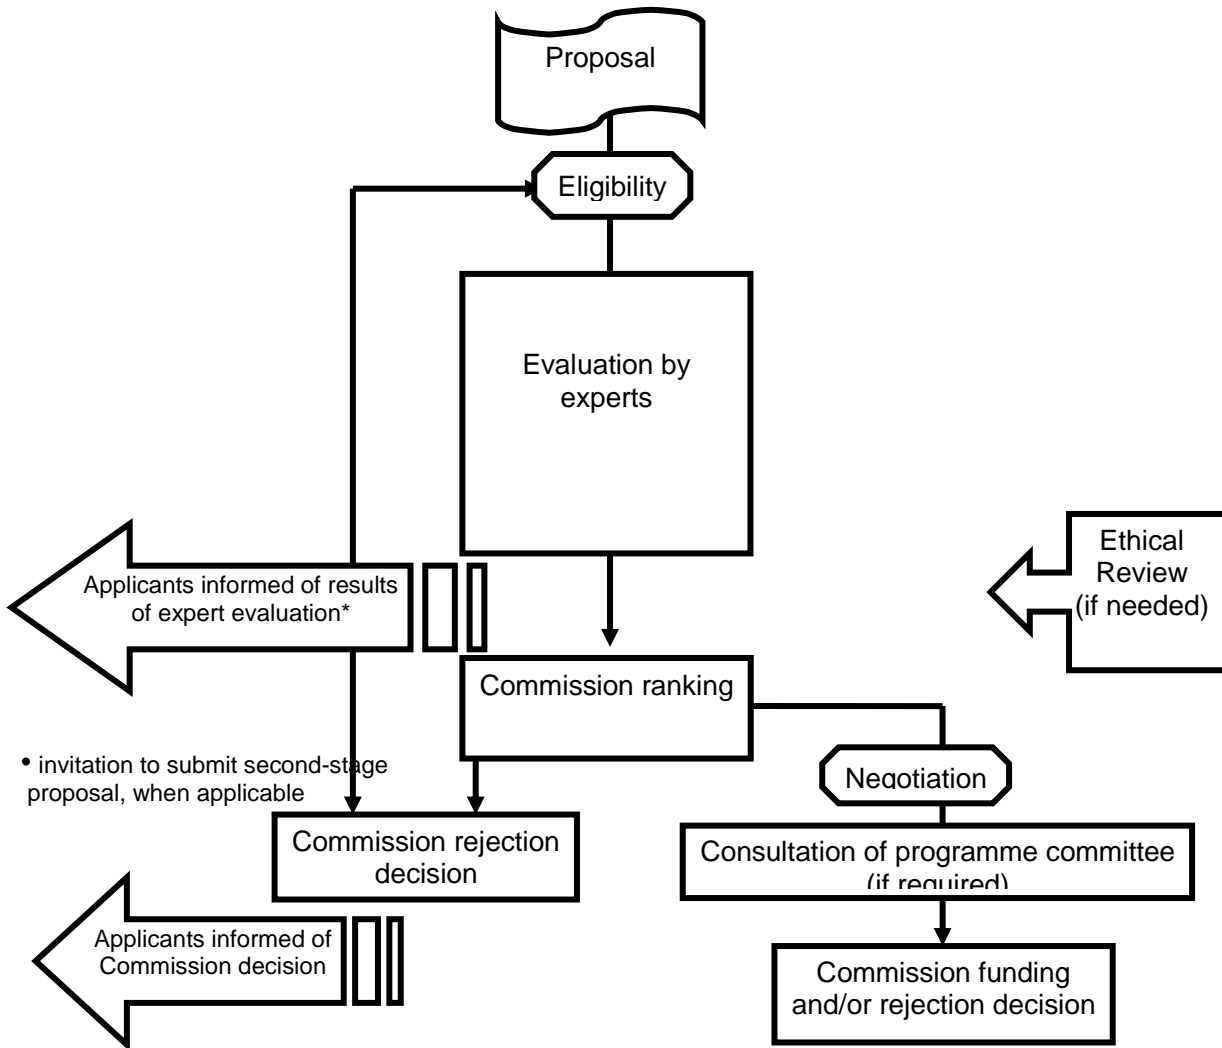 Proposal
Eligibility
Evaluation by
experts
Ethical
Review
(if needed)
Applicants informed of results
of expert evaluation*
Commission ranking
• invitation to submit second-stage
proposal, when applicable
Negotiation
Commission rejection
decision
Consultation of programme committee
(if required)
Applicants informed of
Commission decision
Commission funding
and/or rejection decision